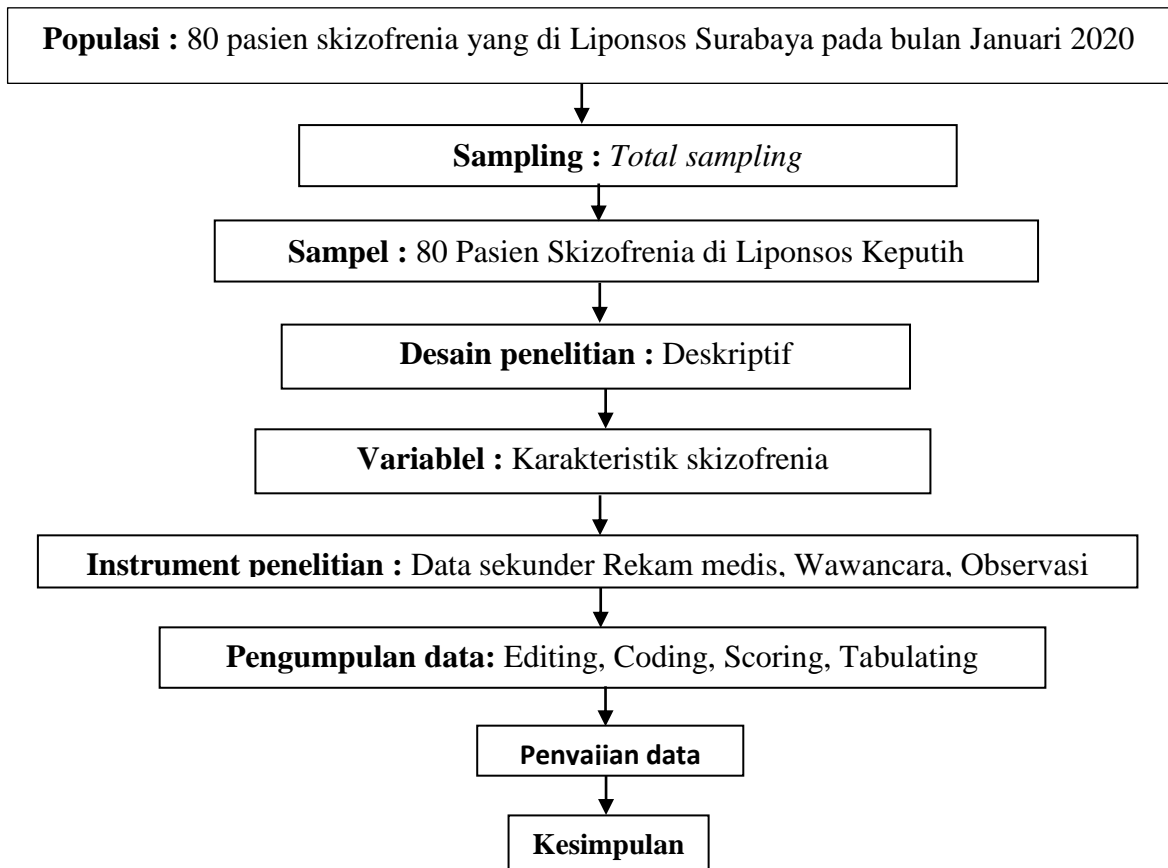 Populasi : 80 pasien skizofrenia yang di Liponsos Surabaya pada bulan Januari 2020
Sampling : Total sampling
Sampel : 80 Pasien Skizofrenia di Liponsos Keputih
Desain penelitian : Deskriptif
Variablel : Karakteristik skizofrenia
Instrument penelitian : Data sekunder Rekam medis, Wawancara, Observasi
Pengumpulan data: Editing, Coding, Scoring, Tabulating
Penyajian data
Kesimpulan